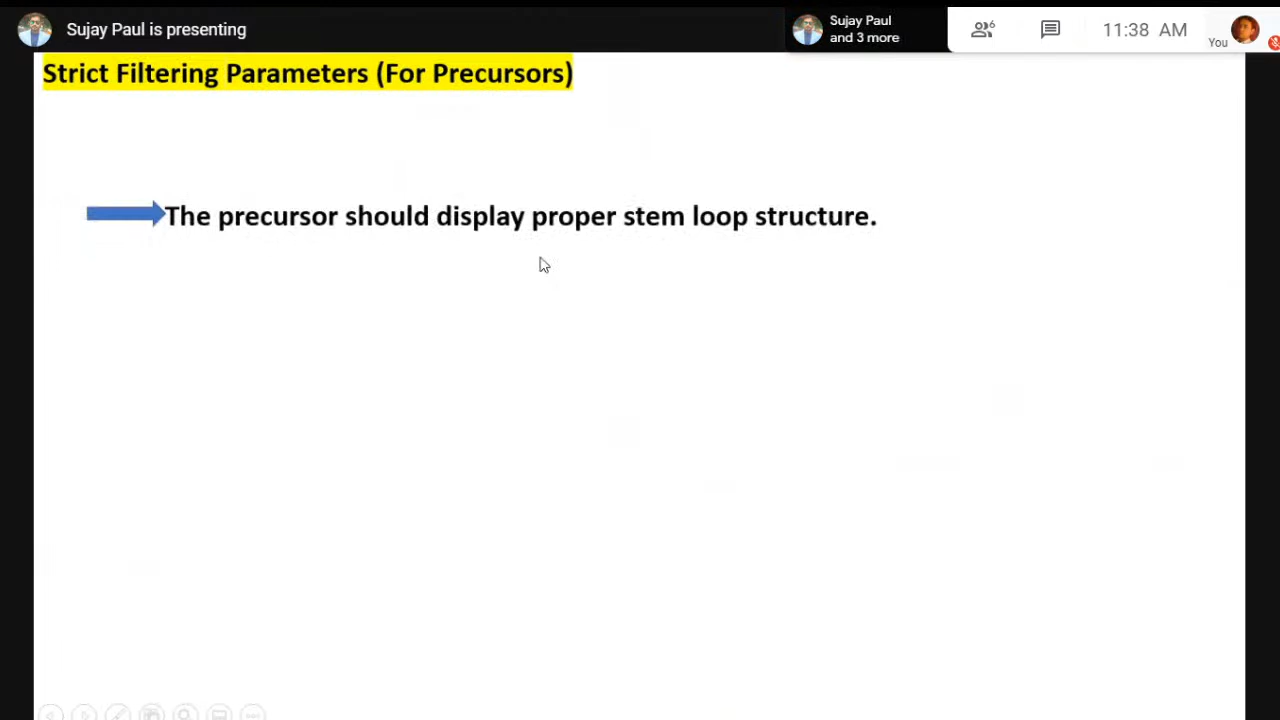 Sujay Paul is presenting
Sujay Paul
and 3 more
6
11:38 AM
You
Strict Filtering Parameters (For Precursors)
The precursor should display proper stem loop structure.